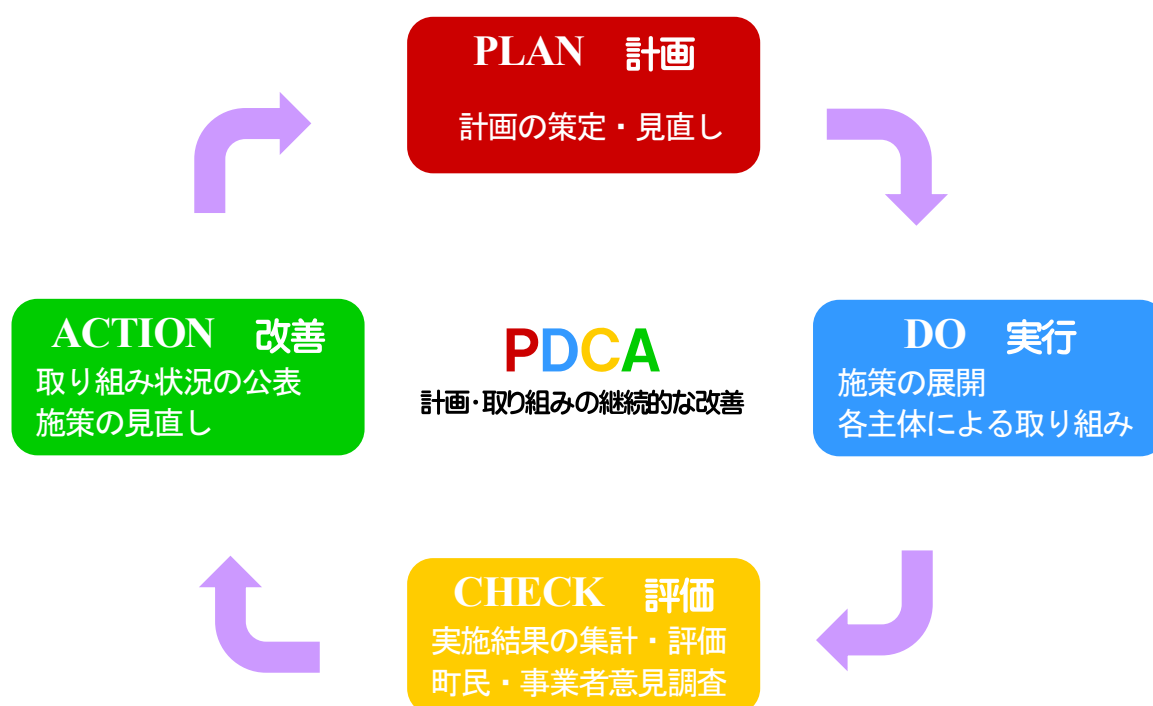 PLAN 計画
計画の策定・見直し
ACTION 改善
取り組み状況の公表
施策の見直し
PDCA
計画・取り組みの継続的な改善
DO 実行
施策の展開
各主体による取り組み
CHECK 評価
実施結果の集計・評価
町民・事業者意見調査